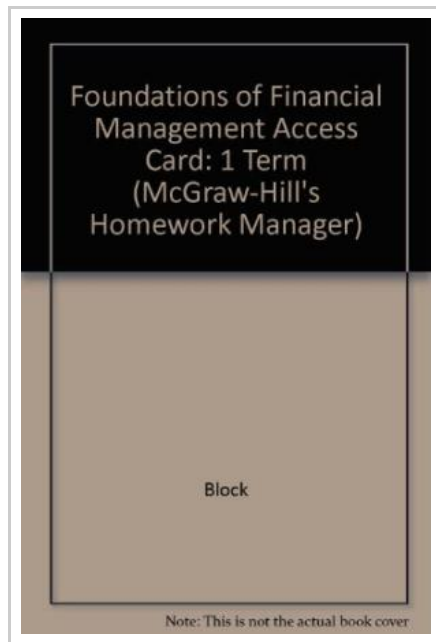 Foundations of Financial
Management Access
Card: 1 Term
(McGraw-Hill's
Homework Manager)
Block
Note: This is not the actual book cover